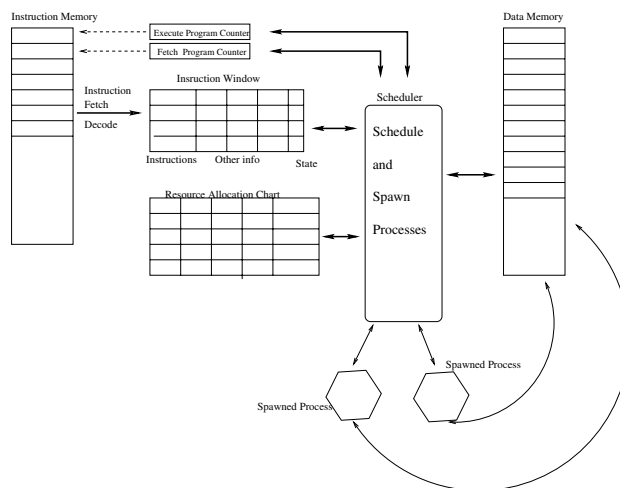 Instruction Memory
Data Memory
Execute Program Counter
Fetch Program Counter
Insruction Window
Instruction
Fetch
Decode
Scheduler
Schedule
and
Spawn
Processes
Instructions
Other info
State
Resource Allocation Chart
Spawned Process
Spawned Process